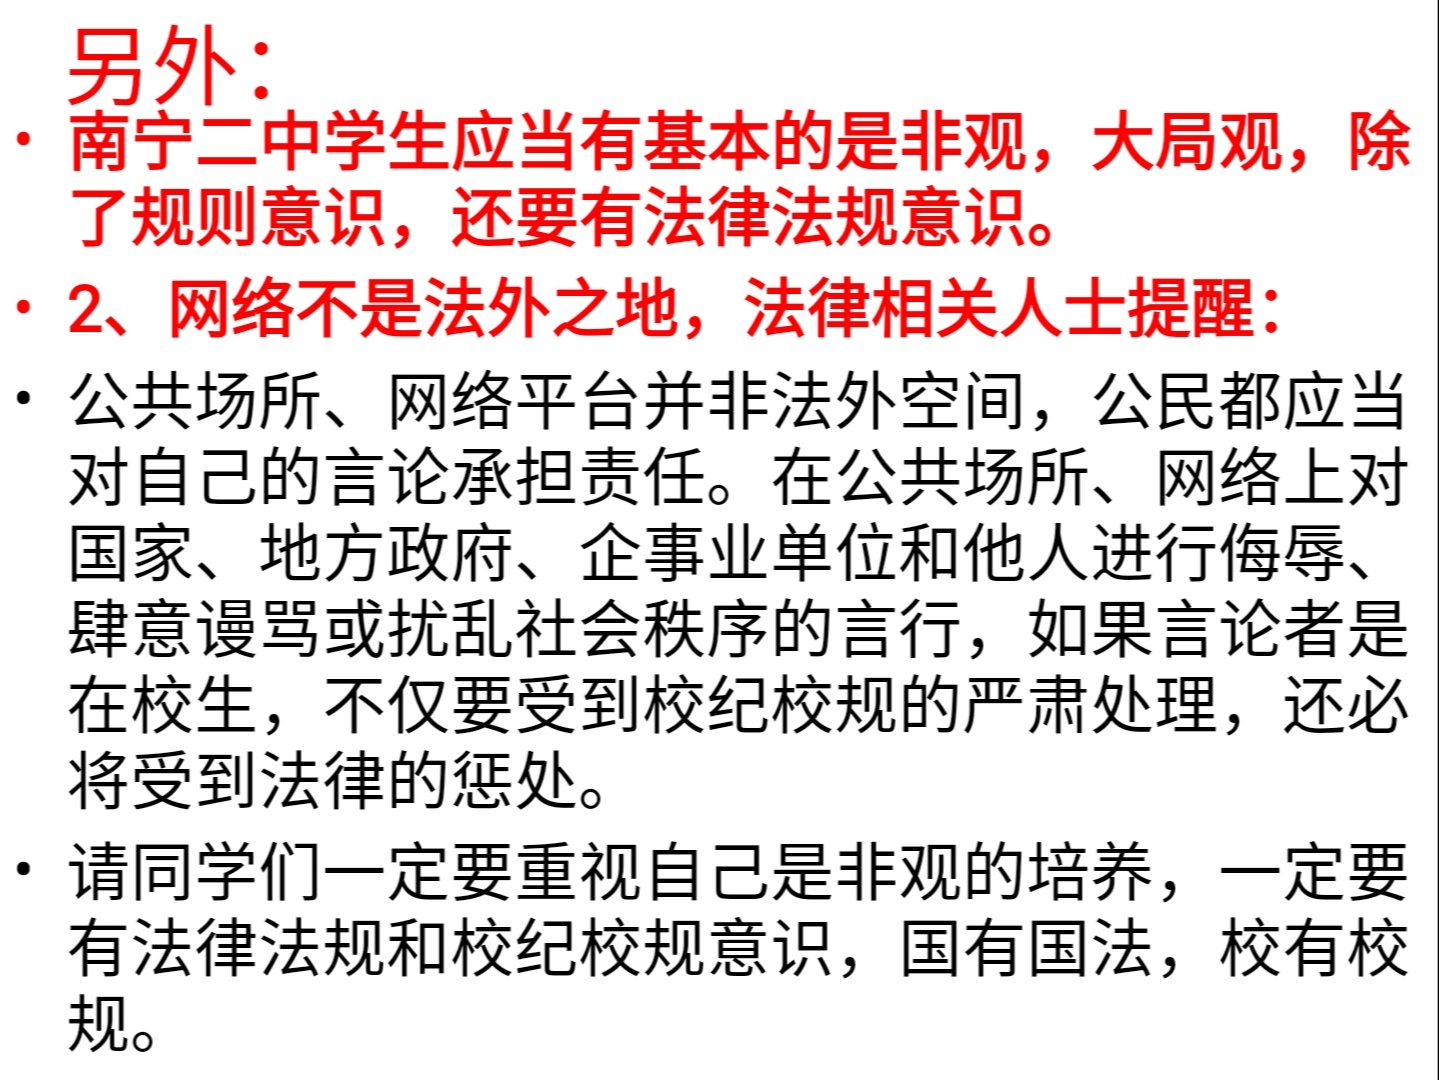 另外：
• 南宁二中学生应当有基本的是非观，大局观，除
了规则意识，还要有法律法规意识。
• 2、网络不是法外之地，法律相关人士提醒：
• 公共场所、网络平台并非法外空间，公民都应当
对自己的言论承担责任。在公共场所、网络上对
国家、地方政府、企事业单位和他人进行侮辱、
肆意谩骂或扰乱社会秩序的言行，如果言论者是
在校生，不仅要受到校纪校规的严肃处理，还必
将受到法律的惩处。
• 请同学们一定要重视自己是非观的培养，一定要
有法律法规和校纪校规意识，国有国法，校有校
规。